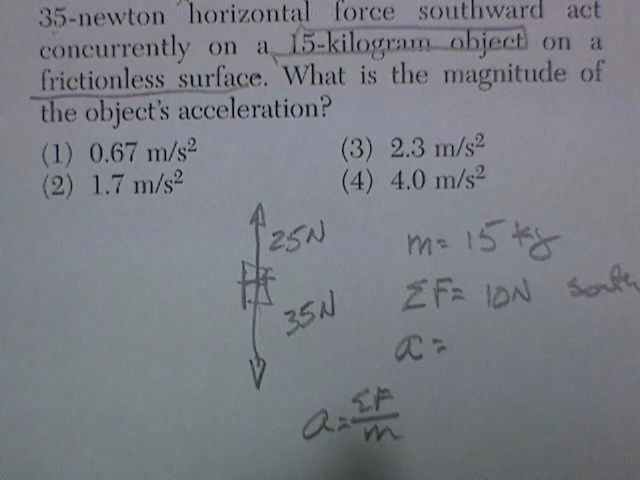 35-newton horizontal force southward act
concurrently on a 15-kilogram object on a
frictionless surface. What is the magnitude of
the object's acceleration?
(1) 0.67 m/s²
(2) 1.7 m/s²
(3) 2.3 m/s²
(4) 4.0 m/s²
25N
35N
m= 15 kg
ΣF= 10N south
a=
a= ΣF/m